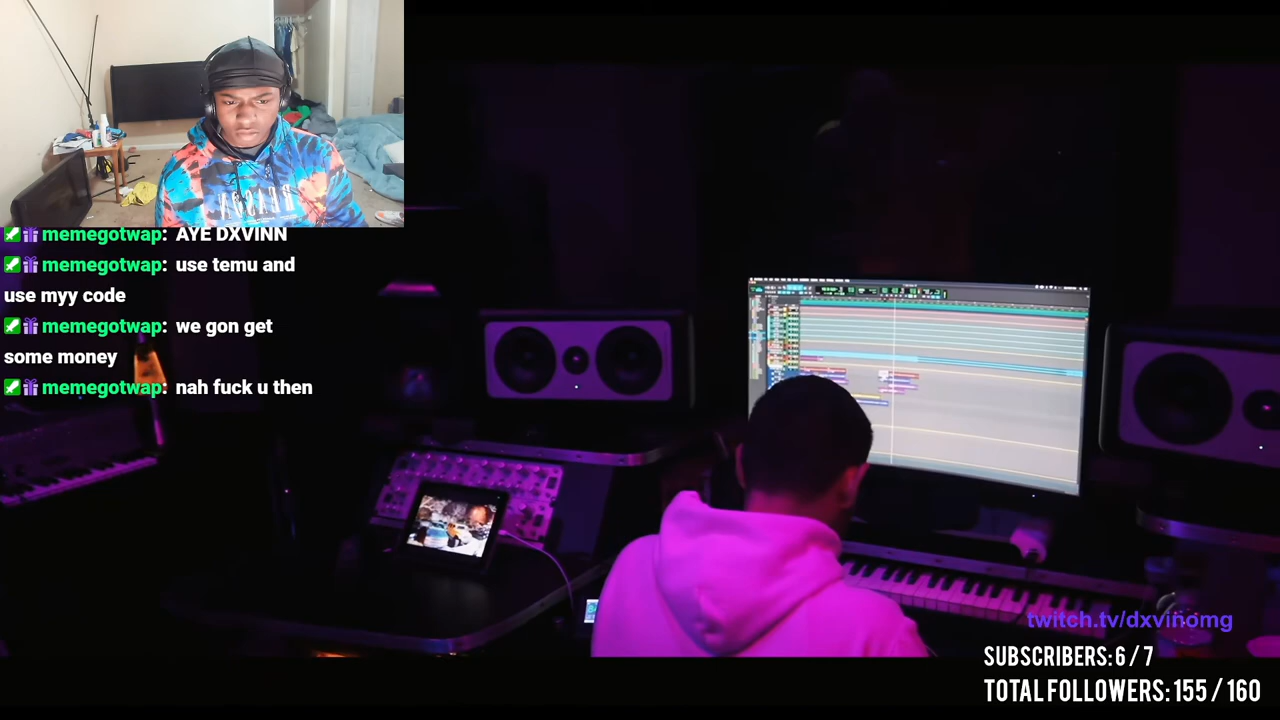 REASON
memegotwap: AYE DXVINN
memegotwap: use temu and
use myy code
memegotwap: we gon get
some money
memegotwap: nah fuck u then
twitch.tv/dxvinomg
SUBSCRIBERS: 6 / 7
TOTAL FOLLOWERS: 155 / 160